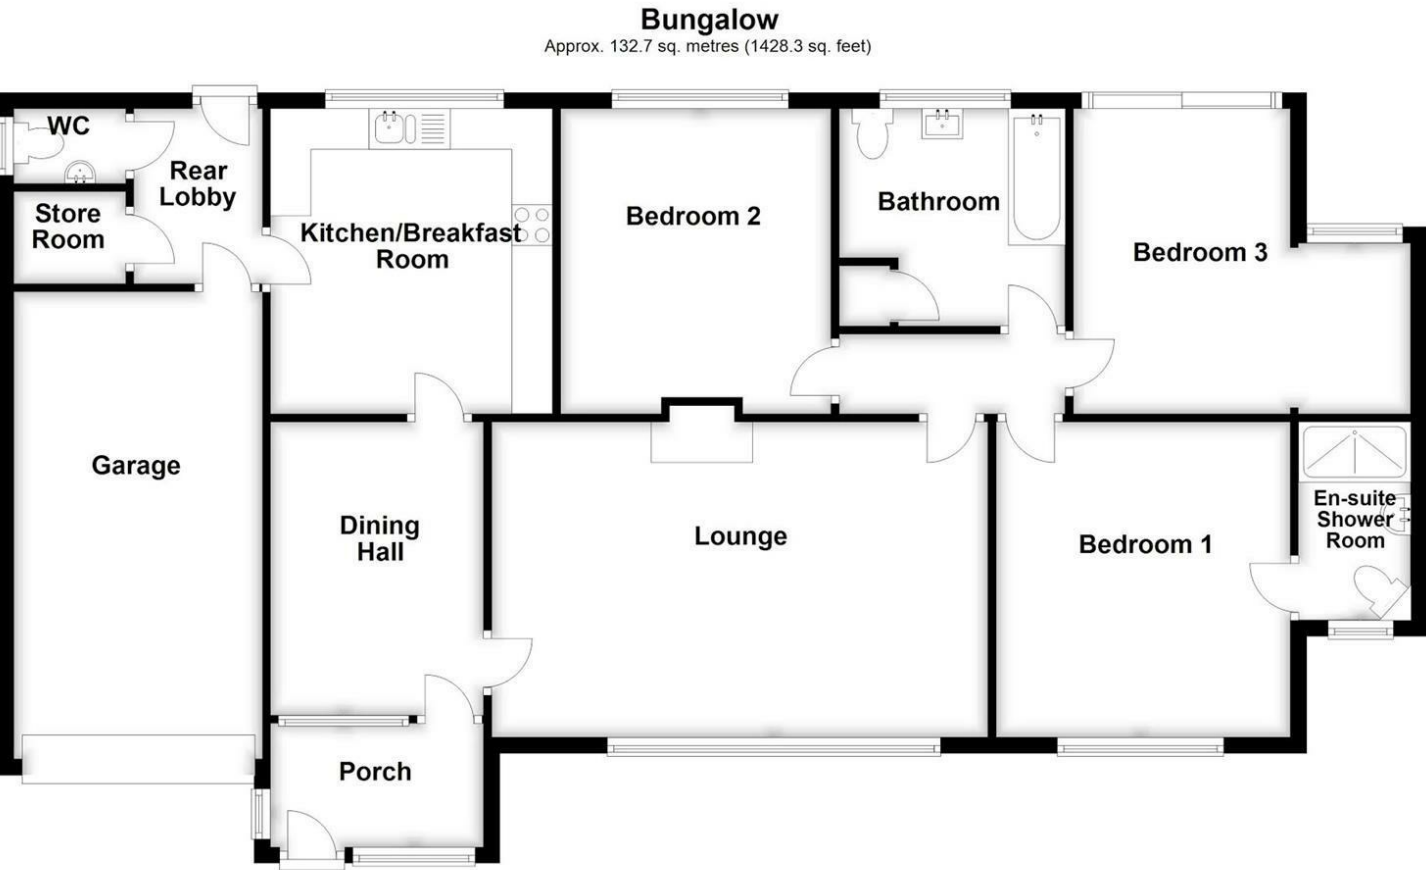 Bungalow
Approx. 132.7 sq. metres (1428.3 sq. feet)
WC
Rear
Lobby
Store
Room
Kitchen/Breakfast
Room
Bedroom 2
Bathroom
Bedroom 3
Garage
Dining
Hall
Lounge
Bedroom 1
En-suite
Shower
Room
Porch